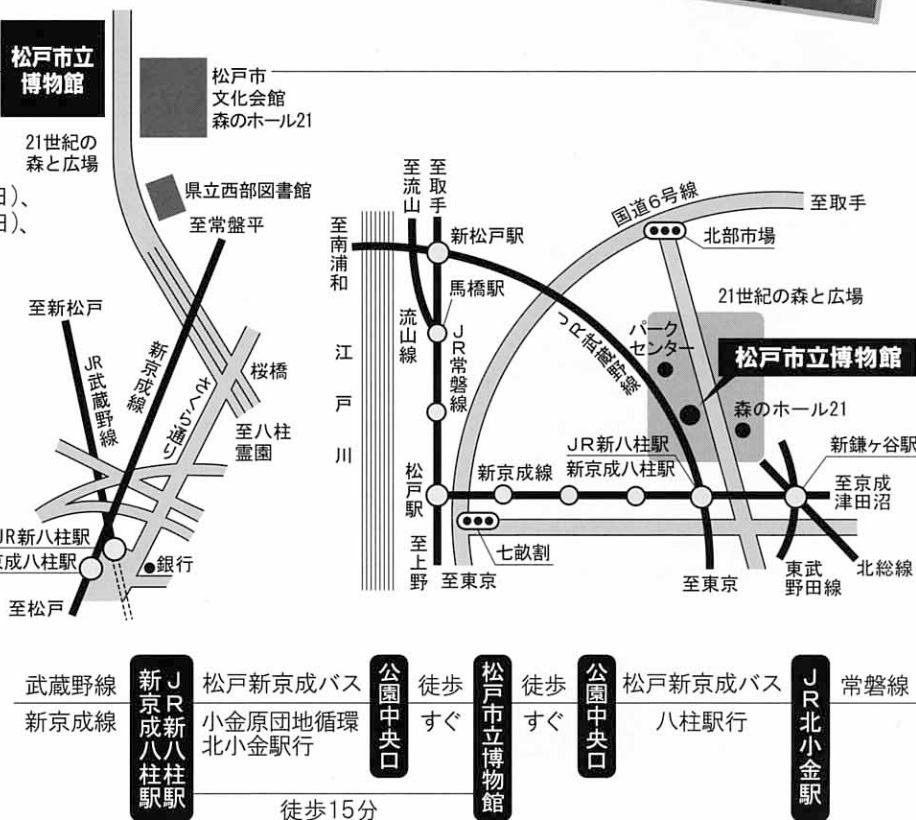 松戸市立
博物館
松戸市
文化会館
森のホール21
21世紀の
森と広場
日)、
日)、
県立西部図書館
至常盤平
至新松戸
JR武蔵野線
新京成線
さくら通り
桜橋
至八柱
霊園
JR新八柱駅
京成八柱駅
銀行
至松戸
至流山
至取手
至南浦和
新松戸駅
国道6号線
至取手
北部市場
馬橋駅
流山線
JR常磐線
JR武蔵野線
江戸川
21世紀の森と広場
パーク
センター
松戸市立博物館
森のホール21
JR新八柱駅
新京成八柱駅
新鎌ヶ谷駅
松戸駅
新京成線
至京成
津田沼
七畝割
至上野
至東京
至東京
東武
野田線
北総線
武蔵野線
新京成線
JR新八柱駅
新京成八柱駅
松戸新京成バス
小金原団地循環
北小金駅行
公園中央口
徒歩
すぐ
松戸市立博物館
徒歩
すぐ
公園中央口
松戸新京成バス
八柱駅行
JR北小金駅
常磐線
徒歩15分